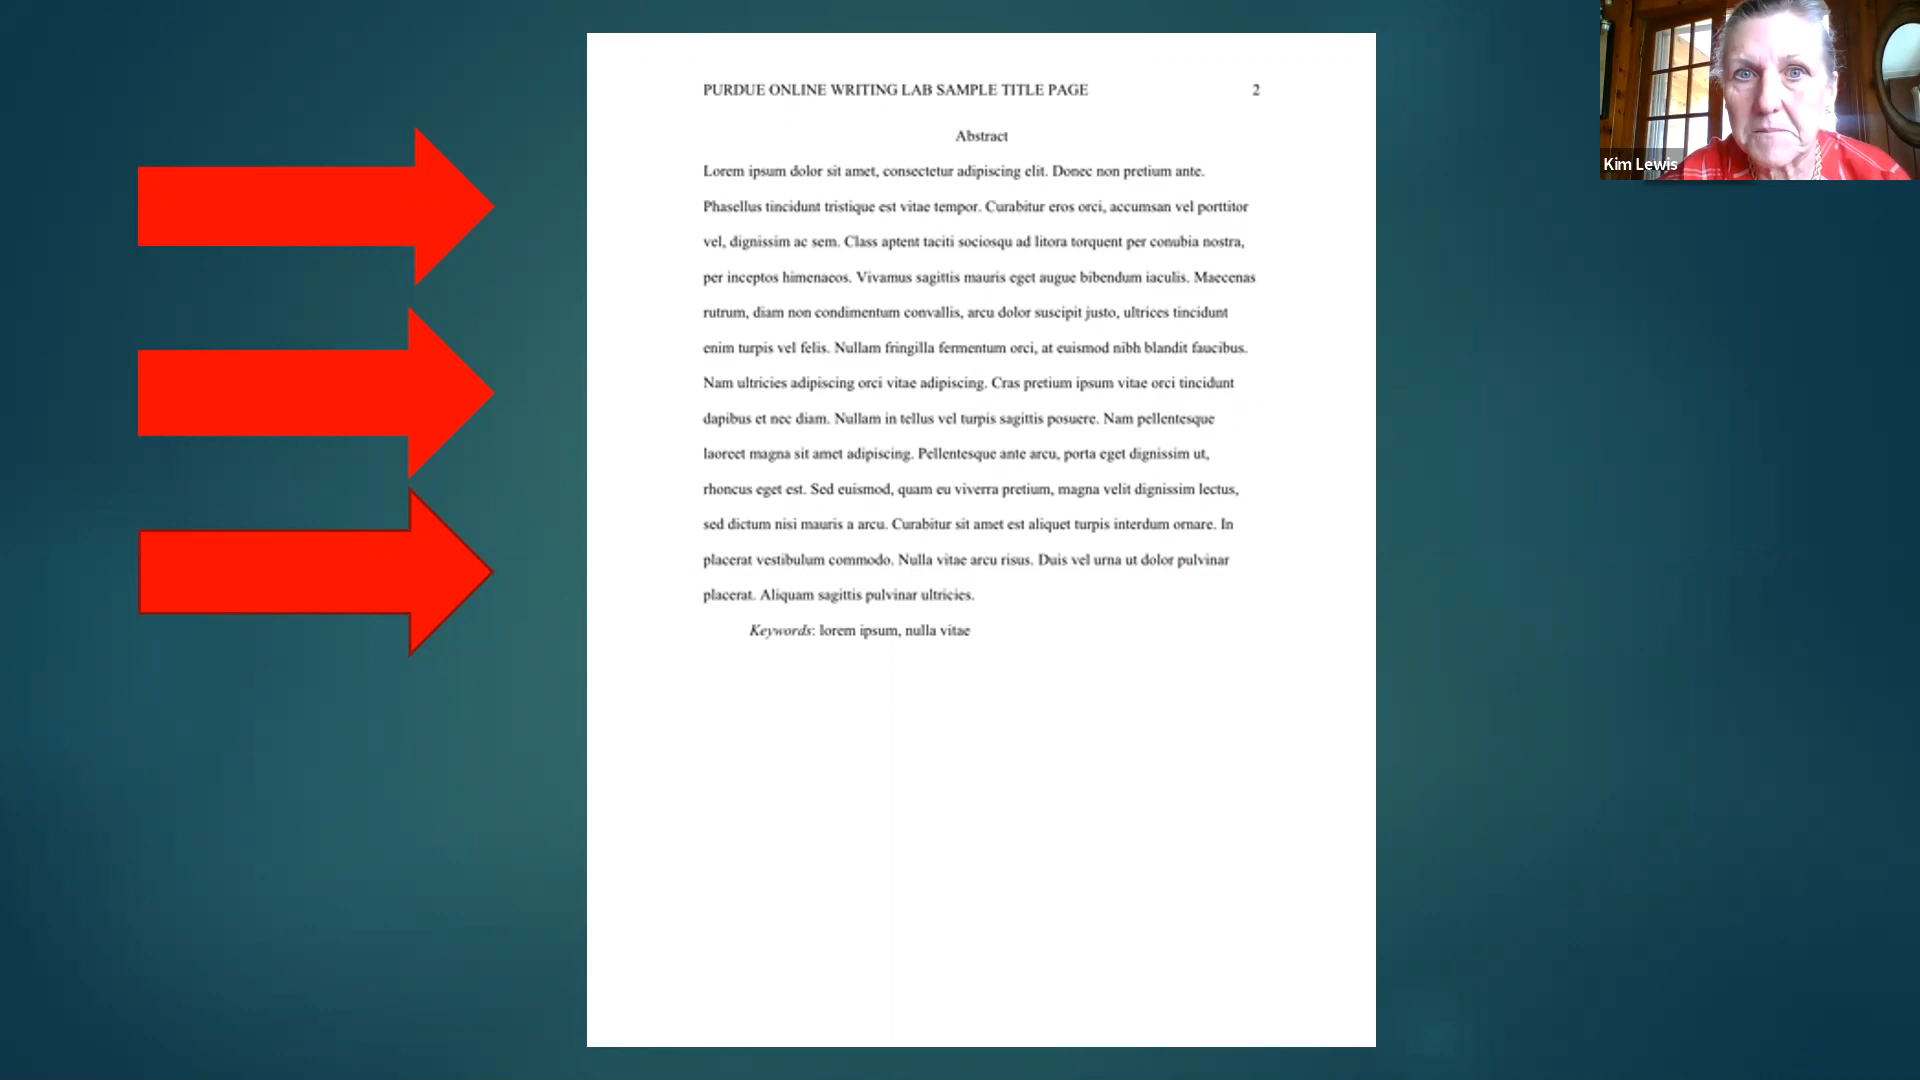 PURDUE ONLINE WRITING LAB SAMPLE TITLE PAGE 2
Abstract
Lorem ipsum dolor sit amet, consectetur adipiscing elit. Donec non pretium ante.
Phasellus tincidunt tristique est vitae tempor. Curabitur eros orci, accumsan vel porttitor
vel, dignissim ac sem. Class aptent taciti sociosqu ad litora torquent per conubia nostra,
per inceptos himenaeos. Vivamus sagittis mauris eget augue bibendum iaculis. Maecenas
rutrum, diam non condimentum convallis, arcu dolor suscipit justo, ultrices tincidunt
enim turpis vel felis. Nullam fringilla fermentum orci, at euismod nibh blandit faucibus.
Nam ultricies adipiscing orci vitae adipiscing. Cras pretium ipsum vitae orci tincidunt
dapibus et nec diam. Nullam in tellus vel turpis sagittis posuere. Nam pellentesque
laoreet magna sit amet adipiscing. Pellentesque ante arcu, porta eget dignissim ut,
rhoncus eget est. Sed euismod, quam eu viverra pretium, magna velit dignissim lectus,
sed dictum nisi mauris a arcu. Curabitur sit amet est aliquet turpis interdum ornare. In
placerat vestibulum commodo. Nulla vitae arcu risus. Duis vel urna ut dolor pulvinar
placerat. Aliquam sagittis pulvinar ultricies.
Keywords: lorem ipsum, nulla vitae
Kim Lewis